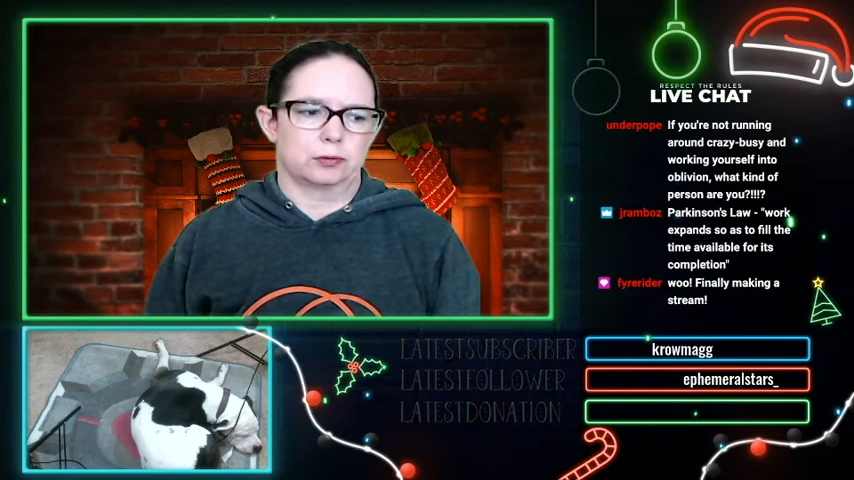 RESPECT THE RULES
LIVE CHAT
underpope If you're not running
around crazy-busy and
working yourself into
oblivion, what kind of
person are you?!!!?
jramboz Parkinson's Law - "work
expands so as to fill the
time available for its
completion"
fyrerider woo! Finally making a
stream!
LATESTSUBSCRIBER krowmagg
LATESTFOLLOWER ephemeralstars_
LATESTDONATION